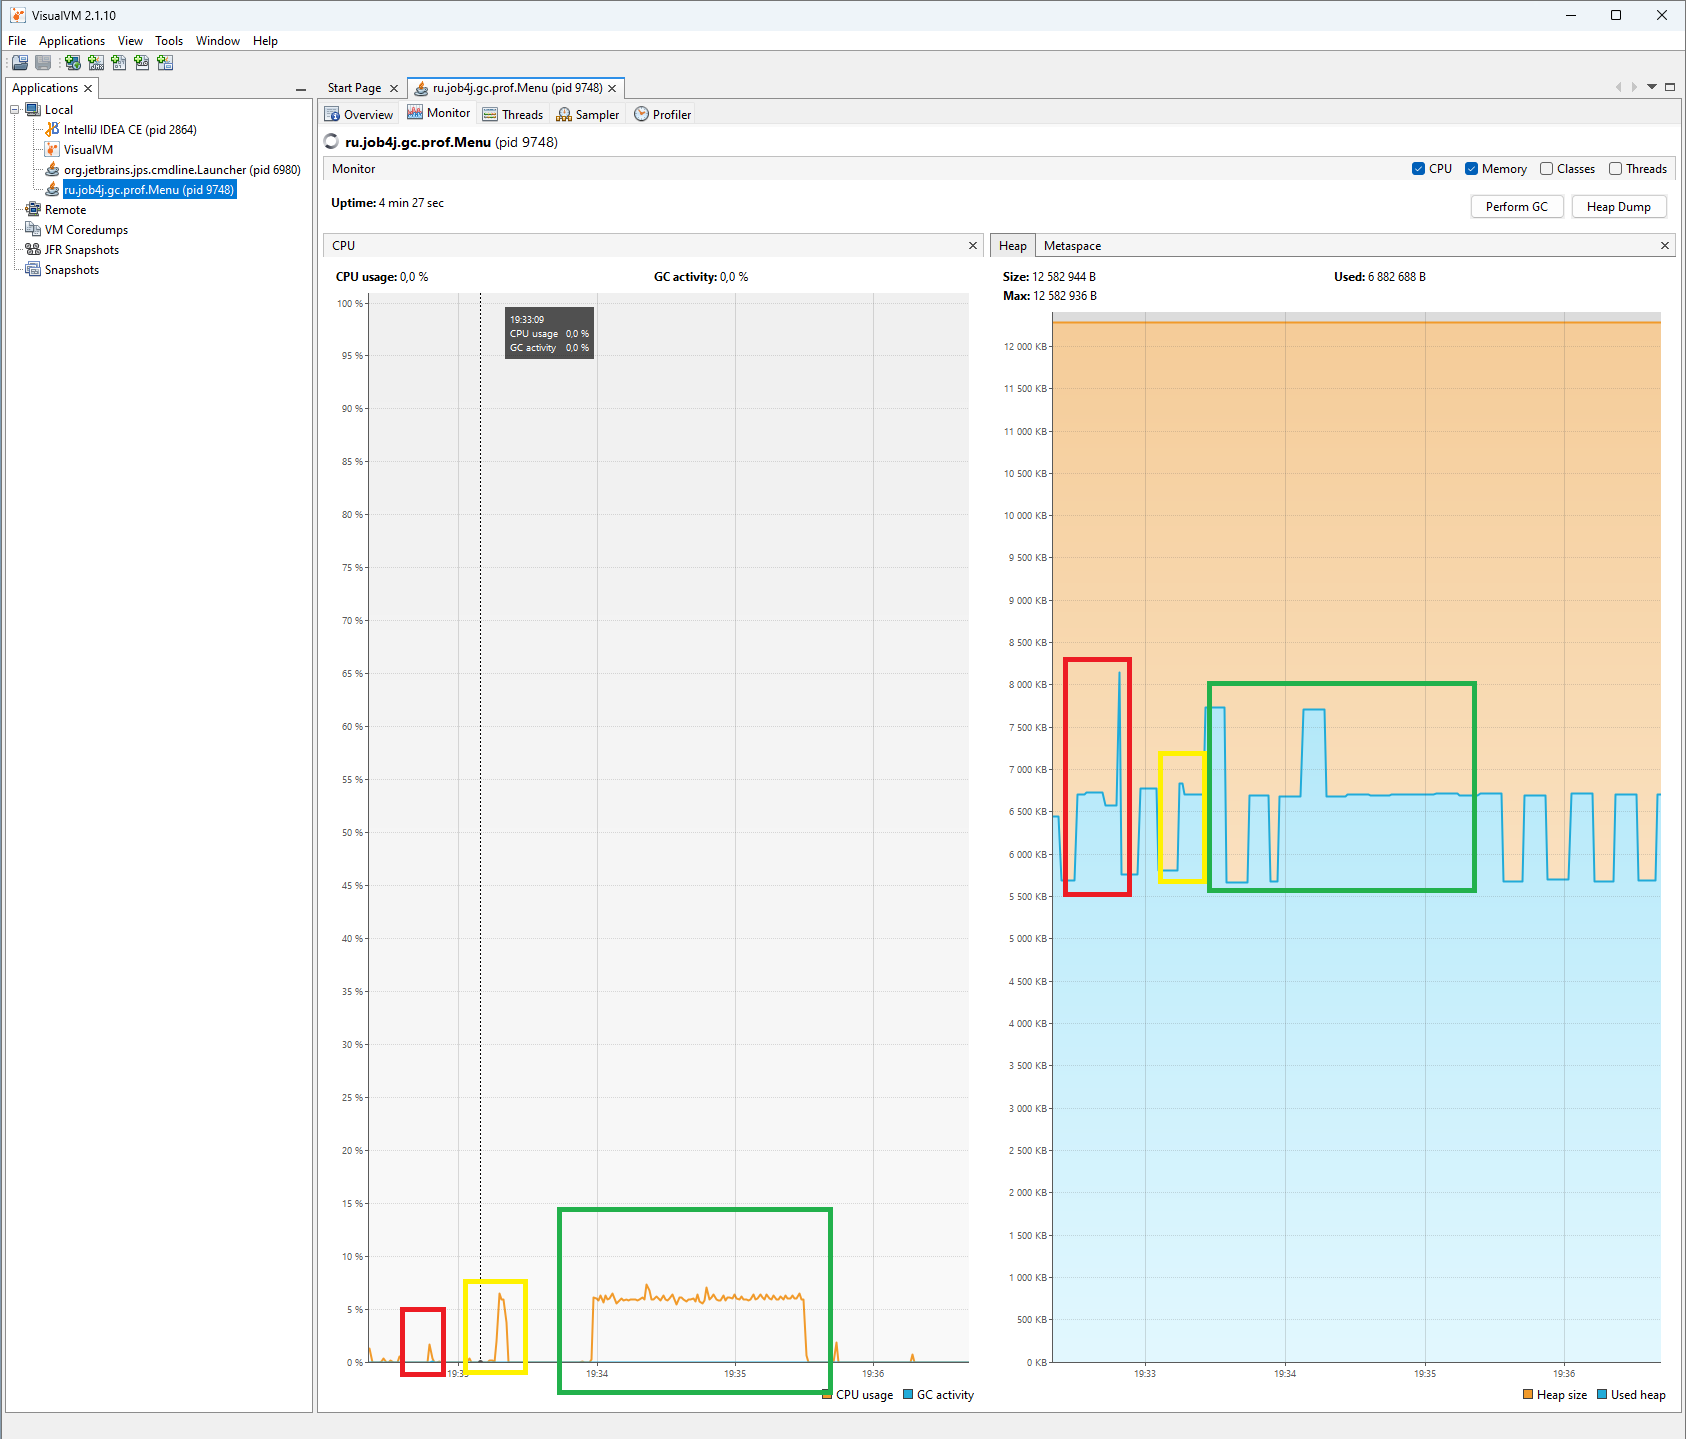 VisualVM 2.1.10
File Applications View Tools Window Help
Applications
Local
IntelliJ IDEA CE (pid 2864)
VisualVM
org.jetbrains.jps.cmdline.Launcher (pid 6980)
ru.job4j.gc.prof.Menu (pid 9748)
Remote
VM Coredumps
JFR Snapshots
Snapshots
Start Page ru.job4j.gc.prof.Menu (pid 9748)
Overview Monitor Threads Sampler Profiler
ru.job4j.gc.prof.Menu (pid 9748)
Monitor CPU Memory Classes Threads
Uptime: 4 min 27 sec
Perform GC Heap Dump
CPU
CPU usage: 0,0 % GC activity: 0,0 %
100 %
95 %
90 %
85 %
80 %
75 %
70 %
65 %
60 %
55 %
50 %
45 %
40 %
35 %
30 %
25 %
20 %
15 %
10 %
5 %
0 %
19:33:09
CPU usage 0,0 %
GC activity 0,0 %
19:33 19:34 19:35 19:36
CPU usage GC activity
Heap Metaspace
Size: 12 582 944 B Used: 6 882 688 B
Max: 12 582 936 B
12 000 KB
11 500 KB
11 000 KB
10 500 KB
10 000 KB
9 500 KB
9 000 KB
8 500 KB
8 000 KB
7 500 KB
7 000 KB
6 500 KB
6 000 KB
5 500 KB
5 000 KB
4 500 KB
4 000 KB
3 500 KB
3 000 KB
2 500 KB
2 000 KB
1 500 KB
1 000 KB
500 KB
0 KB
19:33 19:34 19:35 19:36
Heap size Used heap